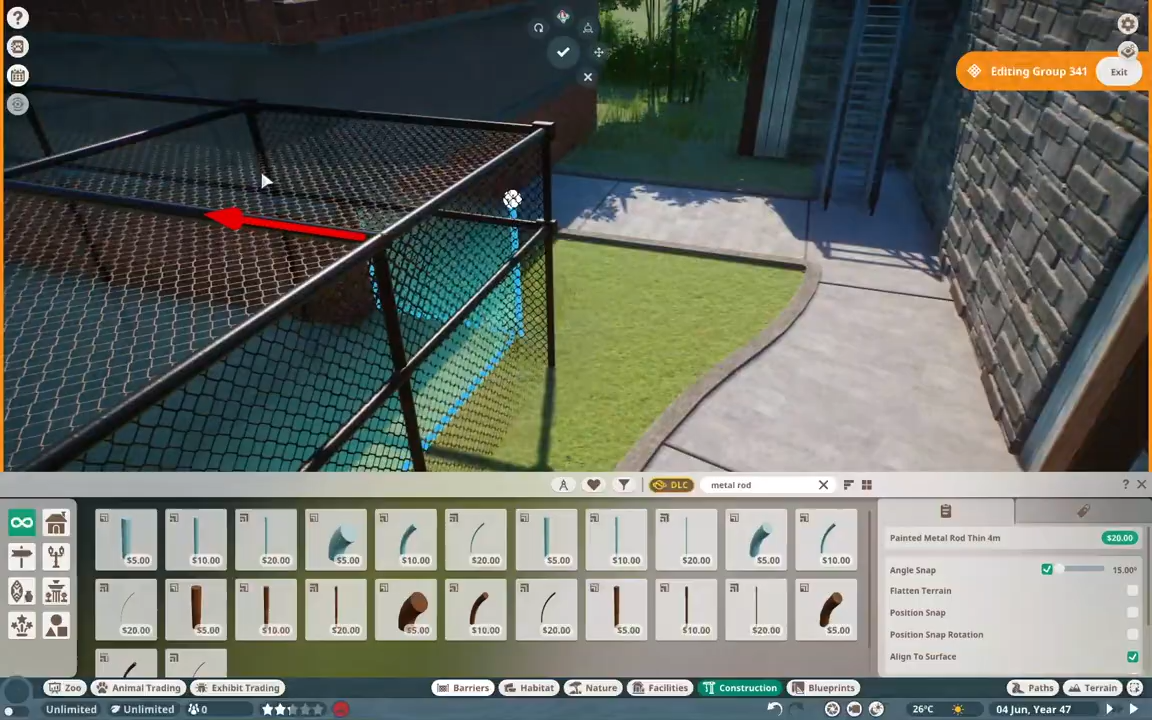 ?
Editing Group 341
Exit
DLC
metal rod
?
$5.00
$10.00
$20.00
$5.00
$10.00
$20.00
$5.00
$10.00
$20.00
$5.00
$10.00
$20.00
$5.00
$10.00
$20.00
$5.00
$10.00
$20.00
$5.00
$10.00
$20.00
$5.00
Painted Metal Rod Thin 4m
$20.00
Angle Snap
15.00°
Flatten Terrain
Position Snap
Position Snap Rotation
Align To Surface
Zoo
Animal Trading
Exhibit Trading
Barriers
Habitat
Nature
Facilities
Construction
Blueprints
Paths
Terrain
Unlimited
Unlimited
0
26°C
04 Jun, Year 47